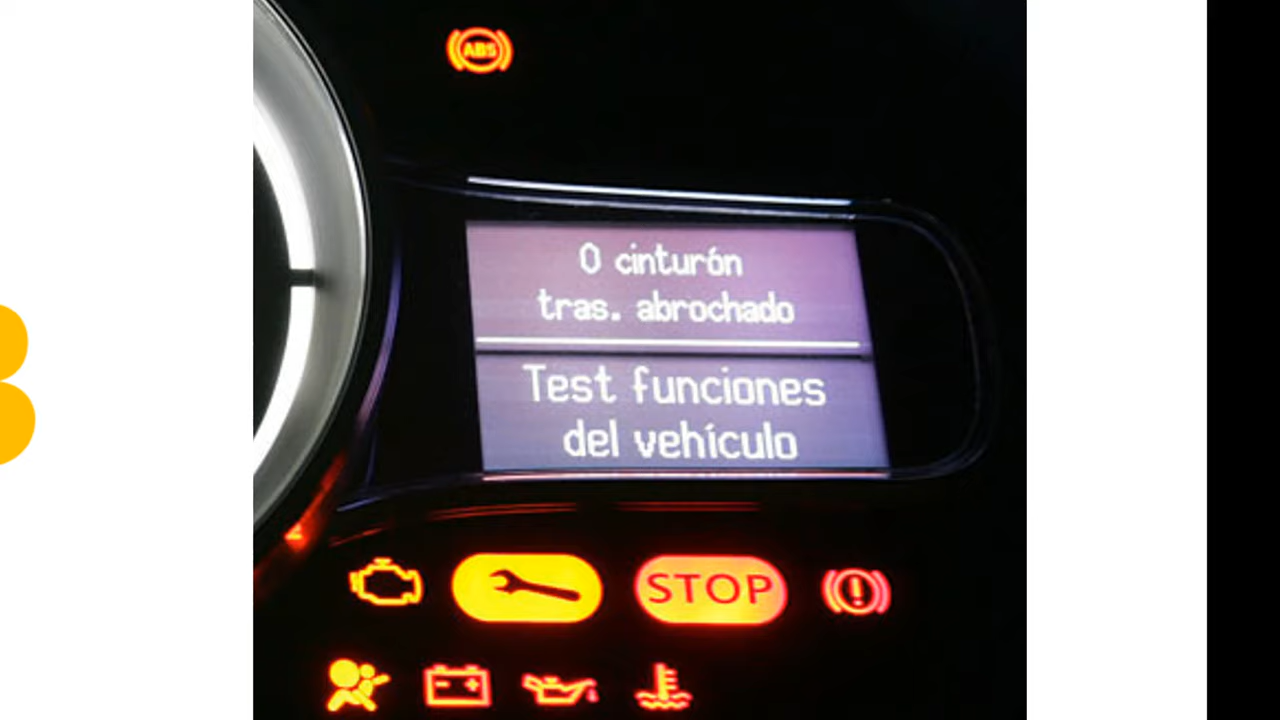 ABS
0 cinturón
tras. abrochado
Test funciones
del vehículo
STOP